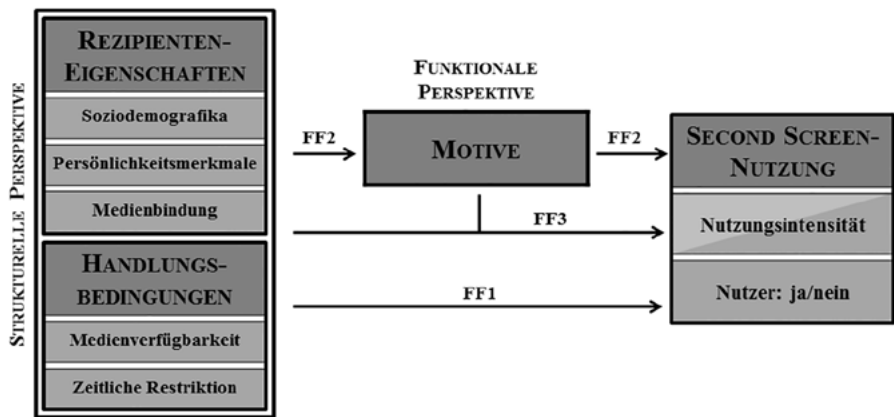 STRUKTURELLE PERSPEKTIVE
REZIPIENTEN-
EIGENSCHAFTEN
Soziodemografika
Persönlichkeitsmerkmale
Medienbindung
HANDLUNGS-
BEDINGUNGEN
Medienverfügbarkeit
Zeitliche Restriktion
FF2
FUNKTIONALE
PERSPEKTIVE
MOTIVE
FF2
FF3
FF1
SECOND SCREEN-
NUTZUNG
Nutzungsintensität
Nutzer: ja/nein